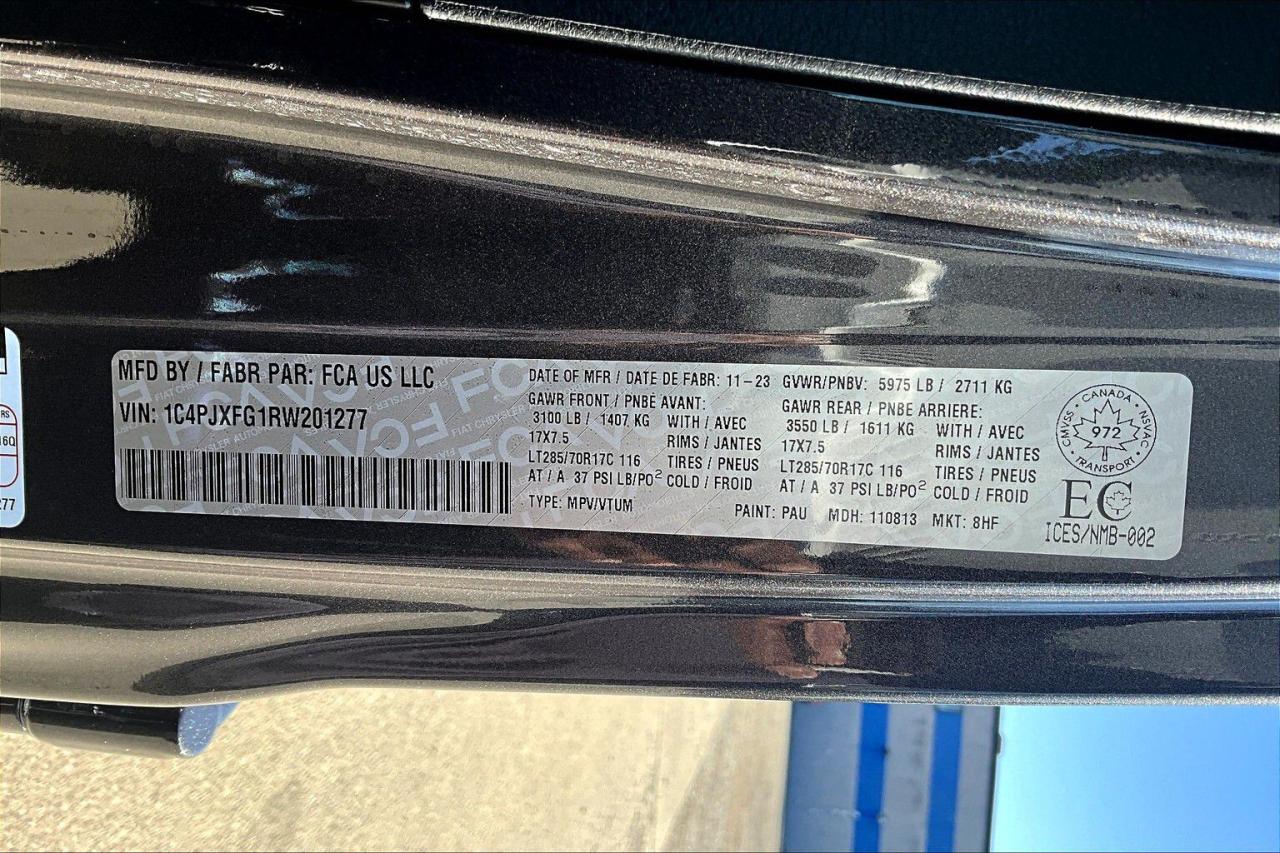 MFD BY / FABR PAR: FCA US LLC
VIN: 1C4PJXFG1RW201277
DATE OF MFR / DATE DE FABR: 11-23 GVWR/PNBV: 5975 LB / 2711 KG
GAWR FRONT / PNBE AVANT:
3100 LB / 1407 KG WITH / AVEC
17X7.5 RIMS / JANTES
LT285/70R17C 116 TIRES / PNEUS
AT / A 37 PSI LB/PO² COLD / FROID
GAWR REAR / PNBE ARRIERE:
3550 LB / 1611 KG WITH / AVEC
17X7.5 RIMS / JANTES
LT285/70R17C 116 TIRES / PNEUS
AT / A 37 PSI LB/PO² COLD / FROID
TYPE: MPV/VTUM PAINT: PAU MDH: 110813 MKT: 8HF
CANADA
CMVSS NSVAC
972
TRANSPORT
EC
ICES/NMB-002
RS
16Q
277